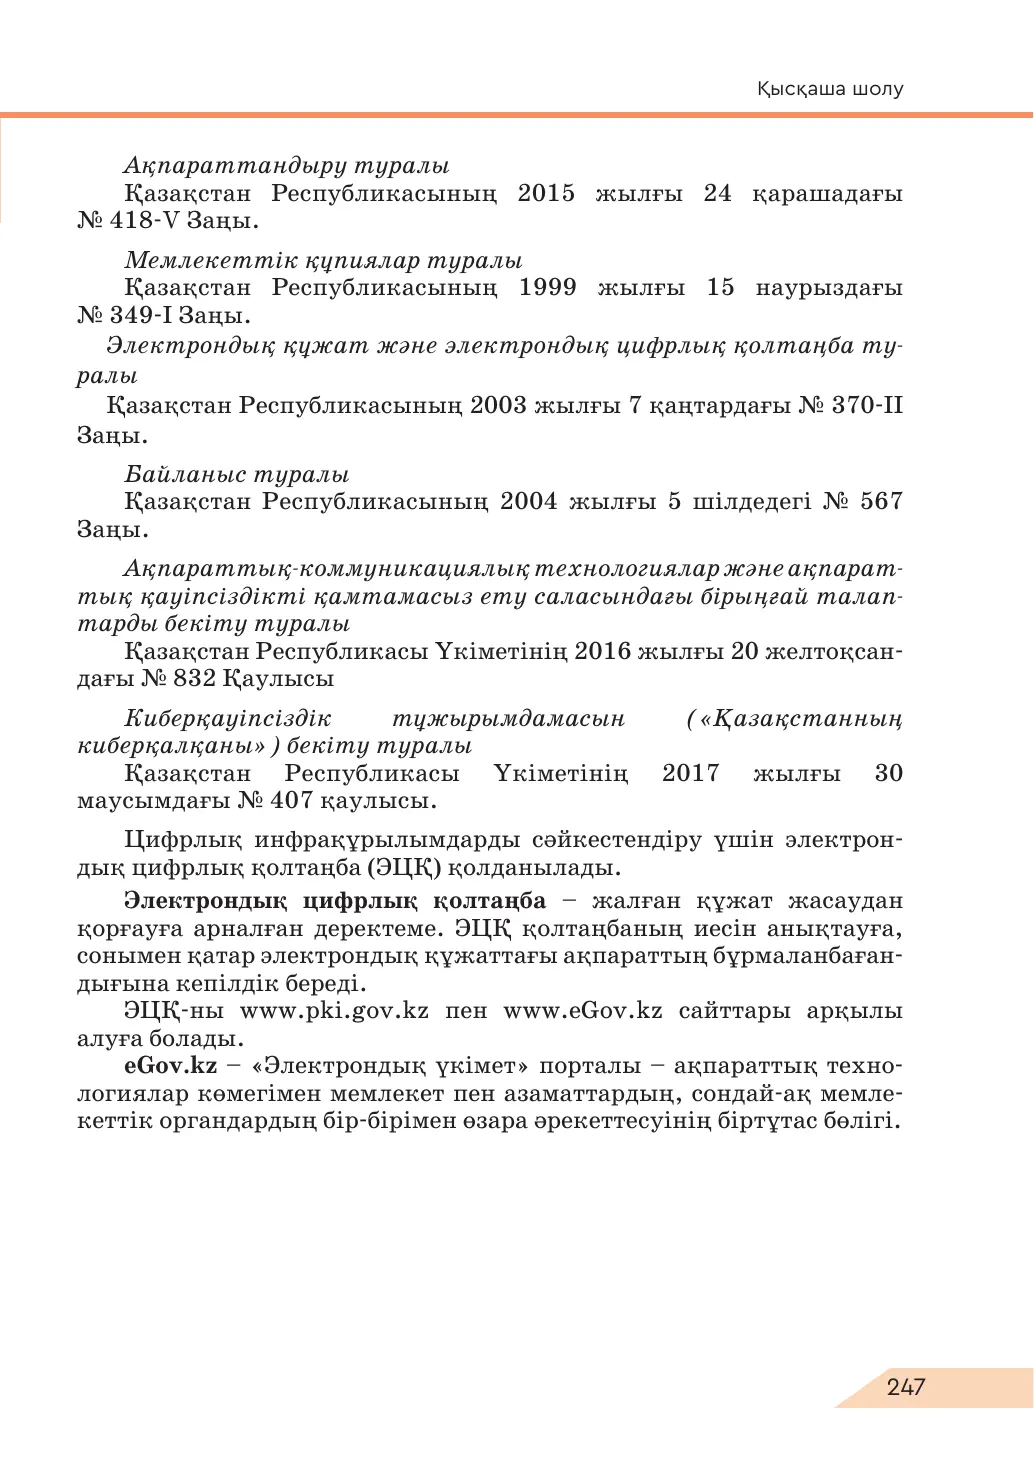 Қысқаша шолу
Ақпараттандыру туралы
Қазақстан Республикасының 2015 жылғы 24 қарашадағы
№ 418-V Заңы.
Мемлекеттік құпиялар туралы
Қазақстан Республикасының 1999 жылғы 15 наурыздағы
№ 349-I Заңы.
Электрондық құжат және электрондық цифрлық қолтаңба ту-
ралы
Қазақстан Республикасының 2003 жылғы 7 қаңтардағы № 370-II
Заңы.
Байланыс туралы
Қазақстан Республикасының 2004 жылғы 5 шілдедегі № 567
Заңы.
Ақпараттық-коммуникациялық технологиялар және ақпарат-
тық қауіпсіздікті қамтамасыз ету саласындағы бірыңғай талап-
тарды бекіту туралы
Қазақстан Республикасы Үкіметінің 2016 жылғы 20 желтоқсан-
дағы № 832 Қаулысы
Киберқауіпсіздік тұжырымдамасын («Қазақстанның
киберқалқаны») бекіту туралы
Қазақстан Республикасы Үкіметінің 2017 жылғы 30
маусымдағы № 407 қаулысы.
Цифрлық инфрақұрылымдарды сәйкестендіру үшін электрон-
дық цифрлық қолтаңба (ЭЦҚ) қолданылады.
Электрондық цифрлық қолтаңба – жалған құжат жасаудан
қорғауға арналған деректеме. ЭЦҚ қолтаңбаның иесін анықтауға,
сонымен қатар электрондық құжаттағы ақпараттың бұрмаланбаған-
дығына кепілдік береді.
ЭЦҚ-ны www.pki.gov.kz пен www.eGov.kz сайттары арқылы
алуға болады.
eGov.kz – «Электрондық үкімет» порталы – ақпараттық техно-
логиялар көмегімен мемлекет пен азаматтардың, сондай-ақ мемле-
кеттік органдардың бір-бірімен өзара әрекеттесуінің біртұтас бөлігі.
247